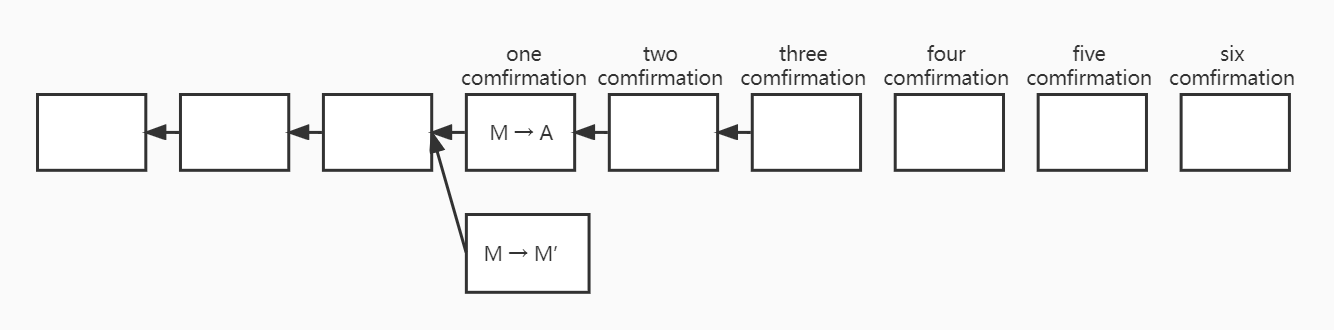 one
comfirmation
two
comfirmation
three
comfirmation
four
comfirmation
five
comfirmation
six
comfirmation
M → A
M → M′